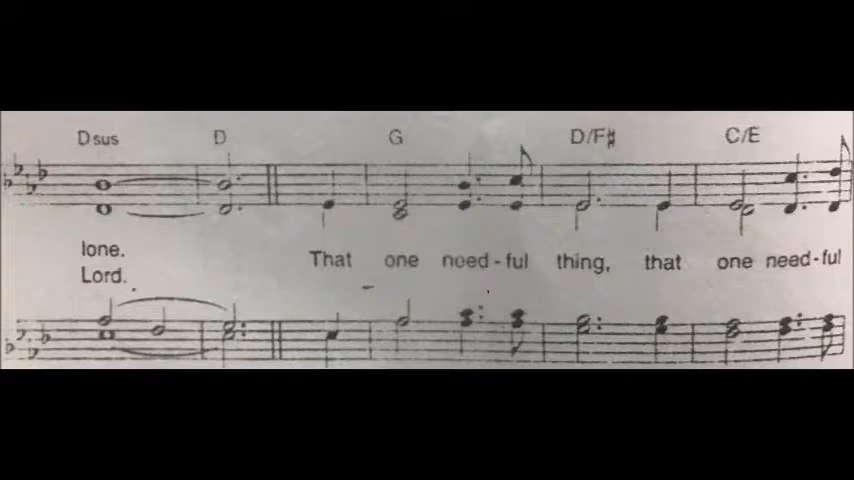 Dsus D G D/F# C/E
lone. That one need-ful thing, that one need-ful
Lord.